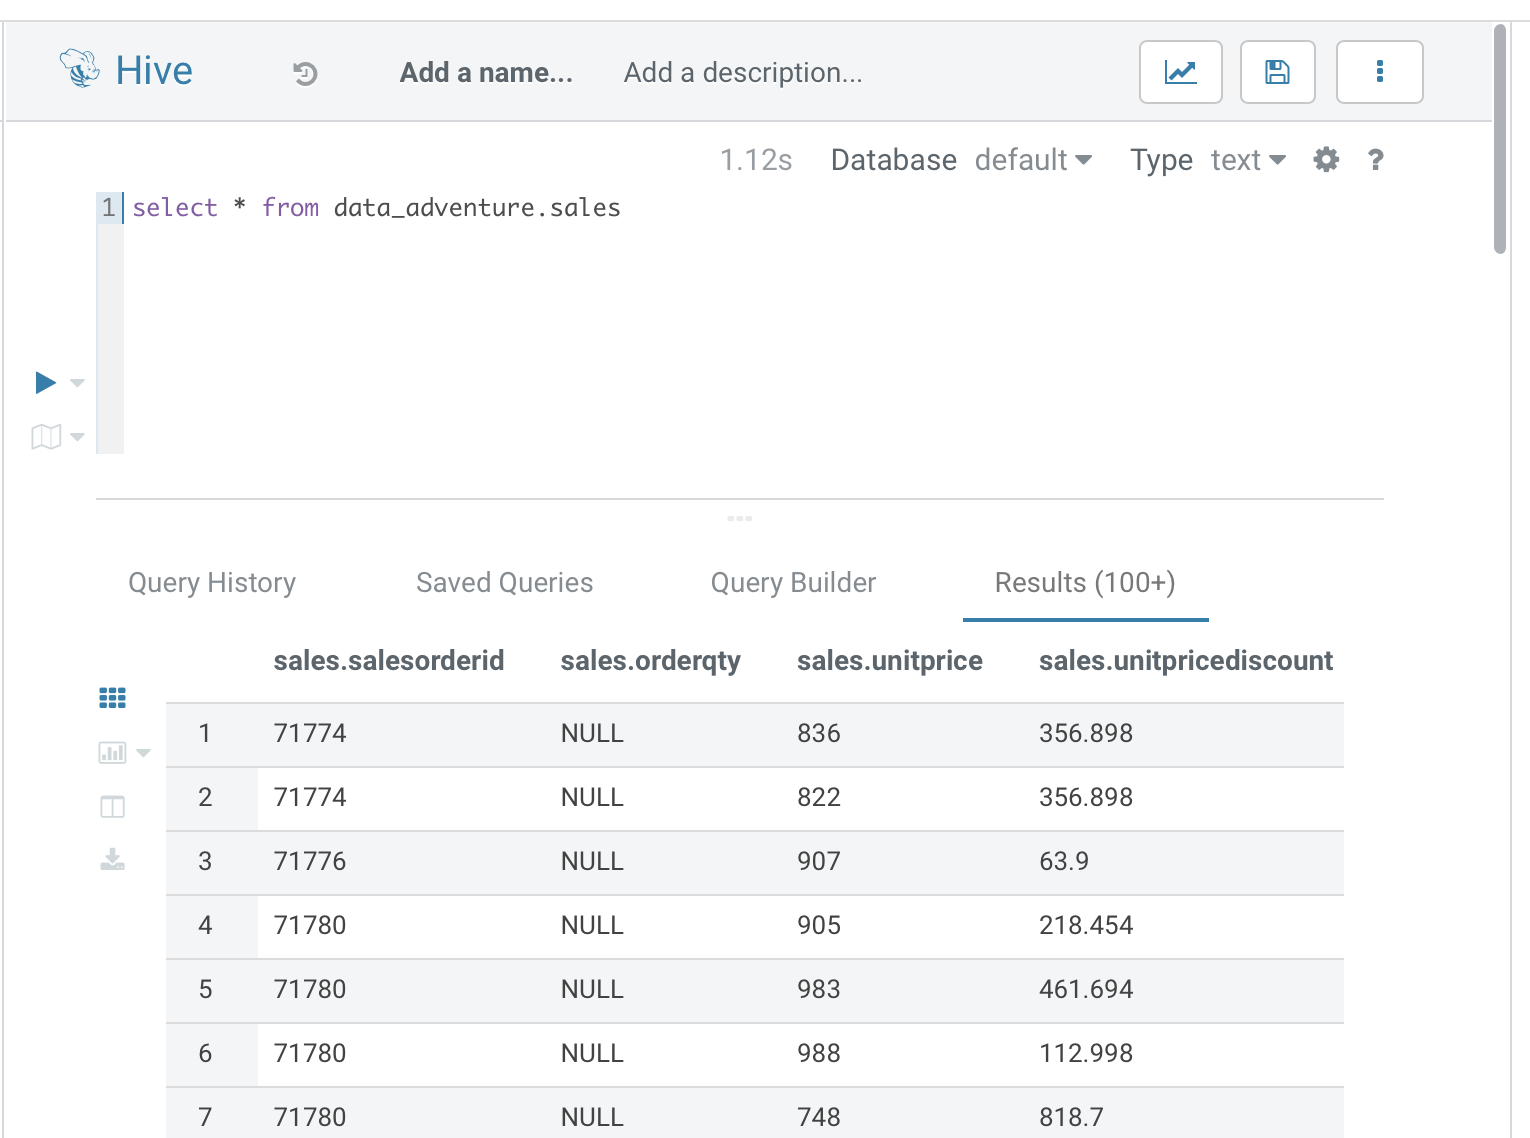 Hive Add a name... Add a description...
1.12s Database default Type text ?
1 select * from data_adventure.sales
Query History Saved Queries Query Builder Results (100+)
sales.salesorderid sales.orderqty sales.unitprice sales.unitpricediscount
1 71774 NULL 836 356.898
2 71774 NULL 822 356.898
3 71776 NULL 907 63.9
4 71780 NULL 905 218.454
5 71780 NULL 983 461.694
6 71780 NULL 988 112.998
7 71780 NULL 748 818.7